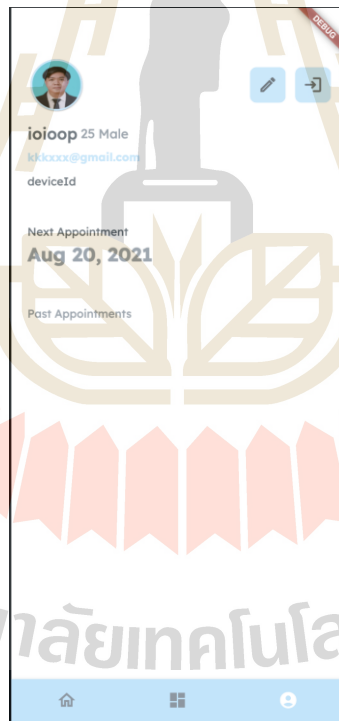 DEBUG
ioioop 25 Male
kkkxxx@gmail.com
deviceId
Next Appointment
Aug 20, 2021
Past Appointments
าลัยเทคโนโล